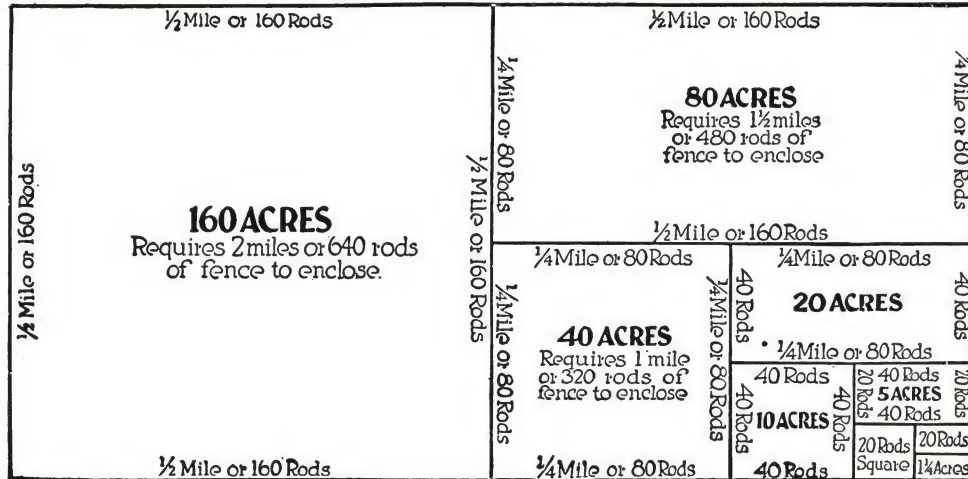 ½ Mile or 160 Rods
½ Mile or 160 Rods
160 ACRES
Requires 2 miles or 640 rods
of fence to enclose.
½ Mile or 160 Rods
½ Mile or 160 Rods
½ Mile or 160 Rods
¼ Mile or 80 Rods
80 ACRES
Requires 1½ miles
or 480 rods of
fence to enclose
¼ Mile or 80 Rods
½ Mile or 160 Rods
¼ Mile or 80 Rods
¼ Mile or 80 Rods
40 ACRES
Requires 1 mile
or 320 rods of
fence to enclose
¼ Mile or 80 Rods
¼ Mile or 80 Rods
¼ Mile or 80 Rods
40 Rods
20 ACRES
40 Rods
¼ Mile or 80 Rods
40 Rods
40 Rods
10 ACRES
40 Rods
40 Rods
40 Rods
20 Rods
5 ACRES
20 Rods
40 Rods
20 Rods
Square
20 Rods
1¼ Acres